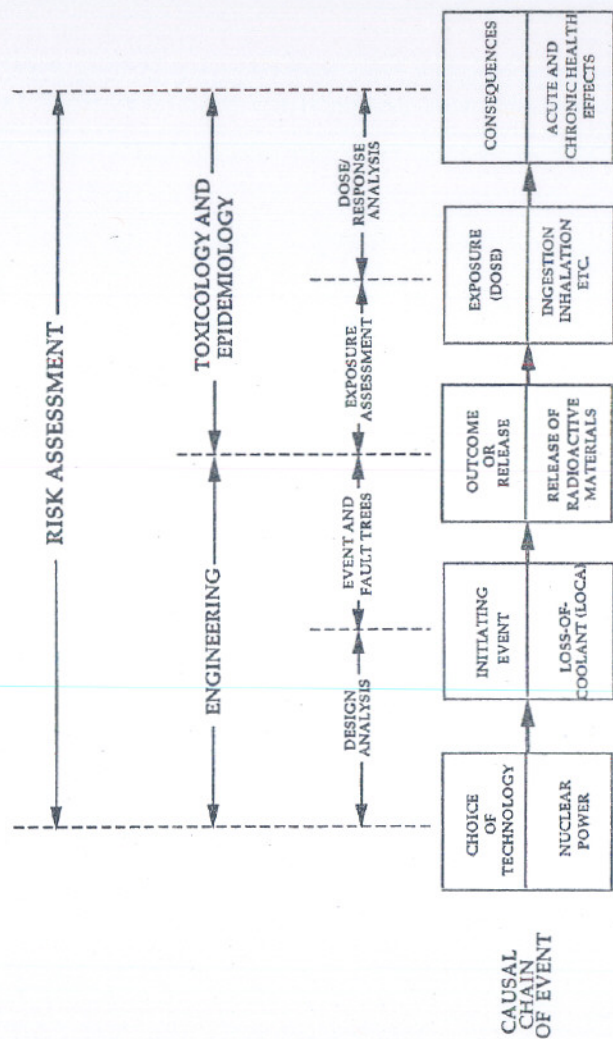 RISK ASSESSMENT
ENGINEERING
TOXICOLOGY AND
EPIDEMIOLOGY
DESIGN
ANALYSIS
EVENT AND
FAULT TREES
EXPOSURE
ASSESSMENT
DOSE/
RESPONSE
ANALYSIS
CAUSAL
CHAIN
OF EVENT
CHOICE
OF
TECHNOLOGY
NUCLEAR
POWER
INITIATING
EVENT
LOSS-OF-
COOLANT (LOCA)
OUTCOME
OR
RELEASE
RELEASE OF
RADIOACTIVE
MATERIALS
EXPOSURE
(DOSE)
INGESTION
INHALATION
ETC.
CONSEQUENCES
ACUTE AND
CHRONIC HEALTH
EFFECTS